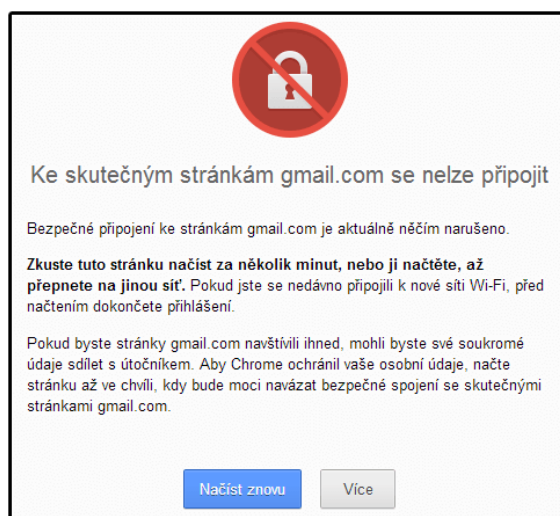 Ke skutečným stránkám gmail.com se nelze připojit
Bezpečné připojení ke stránkám gmail.com je aktuálně něčím narušeno.
Zkuste tuto stránku načíst za několik minut, nebo ji načtěte, až
přepnete na jinou síť. Pokud jste se nedávno připojili k nové síti Wi-Fi, před
načtením dokončete přihlášení.
Pokud byste stránky gmail.com navštívili ihned, mohli byste své soukromé
údaje sdílet s útočníkem. Aby Chrome ochránil vaše osobní údaje, načte
stránku až ve chvíli, kdy bude moci navázat bezpečné spojení se skutečnými
stránkami gmail.com.
Načíst znovu
Více